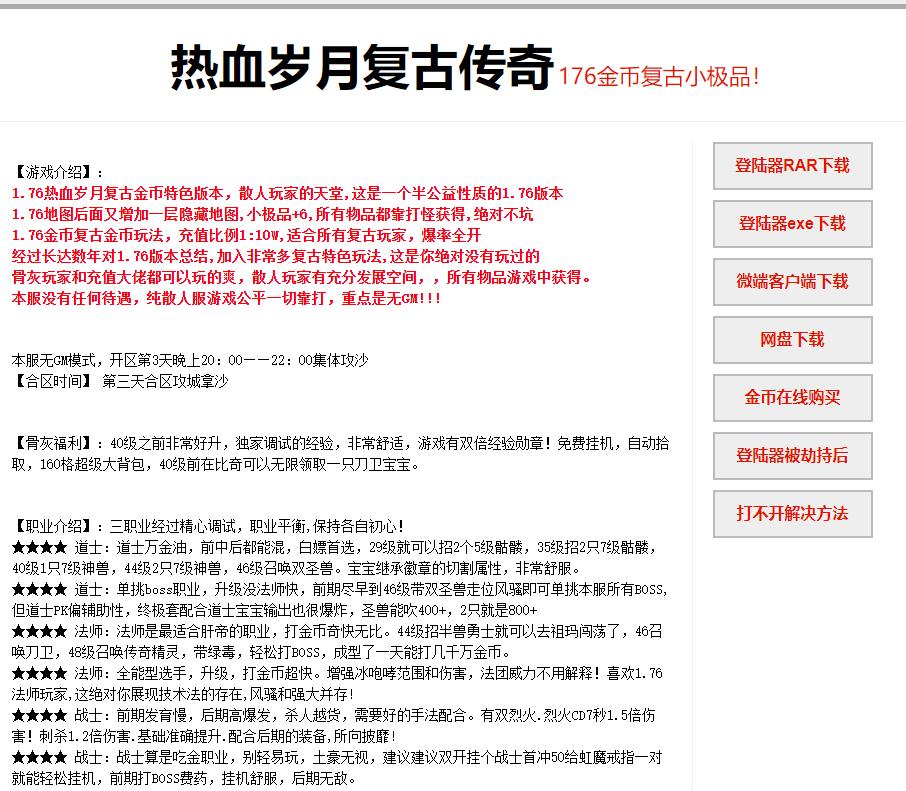 热血岁月复古传奇 176金币复古小极品!
【游戏介绍】:
1.76热血岁月复古金币特色版本，散人玩家的天堂,这是一个半公益性质的1.76版本
1.76地图后面又增加一层隐藏地图,小极品+6,所有物品都靠打怪获得,绝对不坑
1.76金币复古金币玩法，充值比例1:10W,适合所有复古玩家，爆率全开
经过长达数年对1.76版本总结,加入非常多复古特色玩法,这是你绝对没有玩过的
骨灰玩家和充值大佬都可以玩的爽，散人玩家有充分发展空间，，所有物品游戏中获得。
本服没有任何待遇，纯散人服游戏公平一切靠打，重点是无GM!!!
本服无GM模式，开区第3天晚上20：00——22：00集体攻沙
【合区时间】 第三天合区攻城拿沙
【骨灰福利】：40级之前非常好升，独家调试的经验，非常舒适，游戏有双倍经验勋章！免费挂机，自动拾
取，160格超级大背包，40级前在比奇可以无限领取一只刀卫宝宝。
【职业介绍】：三职业经过精心调试，职业平衡,保持各自初心！
★★★★ 道士：道士万金油，前中后都能混，白嫖首选，29级就可以招2个5级骷髅，35级招2只7级骷髅，
40级1只7级神兽，44级2只7级神兽，46级召唤双圣兽。宝宝继承徽章的切割属性，非常舒服。
★★★★ 道士：单挑boss职业，升级没法师快，前期尽早到46级带双圣兽走位风骚即可单挑本服所有BOSS,
但道士PK偏辅助性，终极套配合道士宝宝输出也很爆炸，圣兽能吹400+，2只就是800+
★★★★ 法师：法师是最适合肝帝的职业，打金币奇快无比。44级招半兽勇士就可以去祖玛闯荡了，46召
唤刀卫，48级召唤传奇精灵，带绿毒，轻松打BOSS，成型了一天能打几千万金币。
★★★★ 法师：全能型选手，升级，打金币超快。增强冰咆哮范围和伤害，法团威力不用解释！喜欢1.76
法师玩家,这绝对你展现技术法的存在,风骚和强大并存!
★★★★ 战士：前期发育慢，后期高爆发，杀人越货，需要好的手法配合。有双烈火.烈火CD7秒1.5倍伤
害！刺杀1.2倍伤害.基础准确提升.配合后期的装备,所向披靡!
★★★★ 战士：战士算是吃金职业，别轻易玩，土豪无视，建议建议双开挂个战士首冲50给虹魔戒指一对
就能轻松挂机，前期打BOSS费药，挂机舒服，后期无敌。
登陆器RAR下载
登陆器exe下载
微端客户端下载
网盘下载
金币在线购买
登陆器被劫持后
打不开解决方法